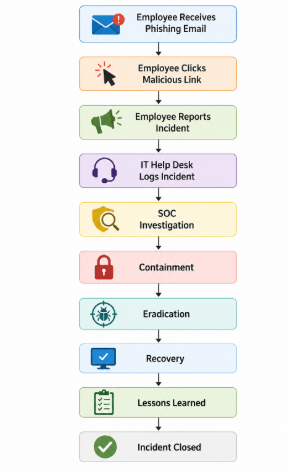 Employee Receives
Phishing Email
Employee Clicks
Malicious Link
Employee Reports
Incident
IT Help Desk
Logs Incident
SOC
Investigation
Containment
Eradication
Recovery
Lessons Learned
Incident Closed